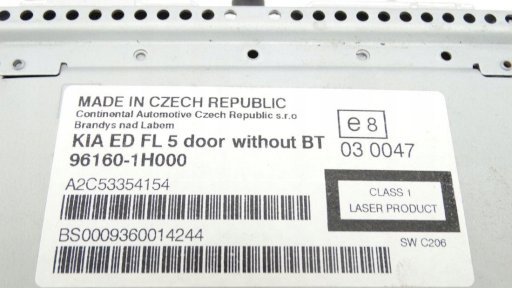 MADE IN CZECH REPUBLIC
Continental Automotive Czech Republic s.r.o
Brandys nad Labem
KIA ED FL 5 door without BT
96160-1H000
e8
03 0047
A2C53354154
CLASS 1
LASER PRODUCT
BS0009360014244
SW C206